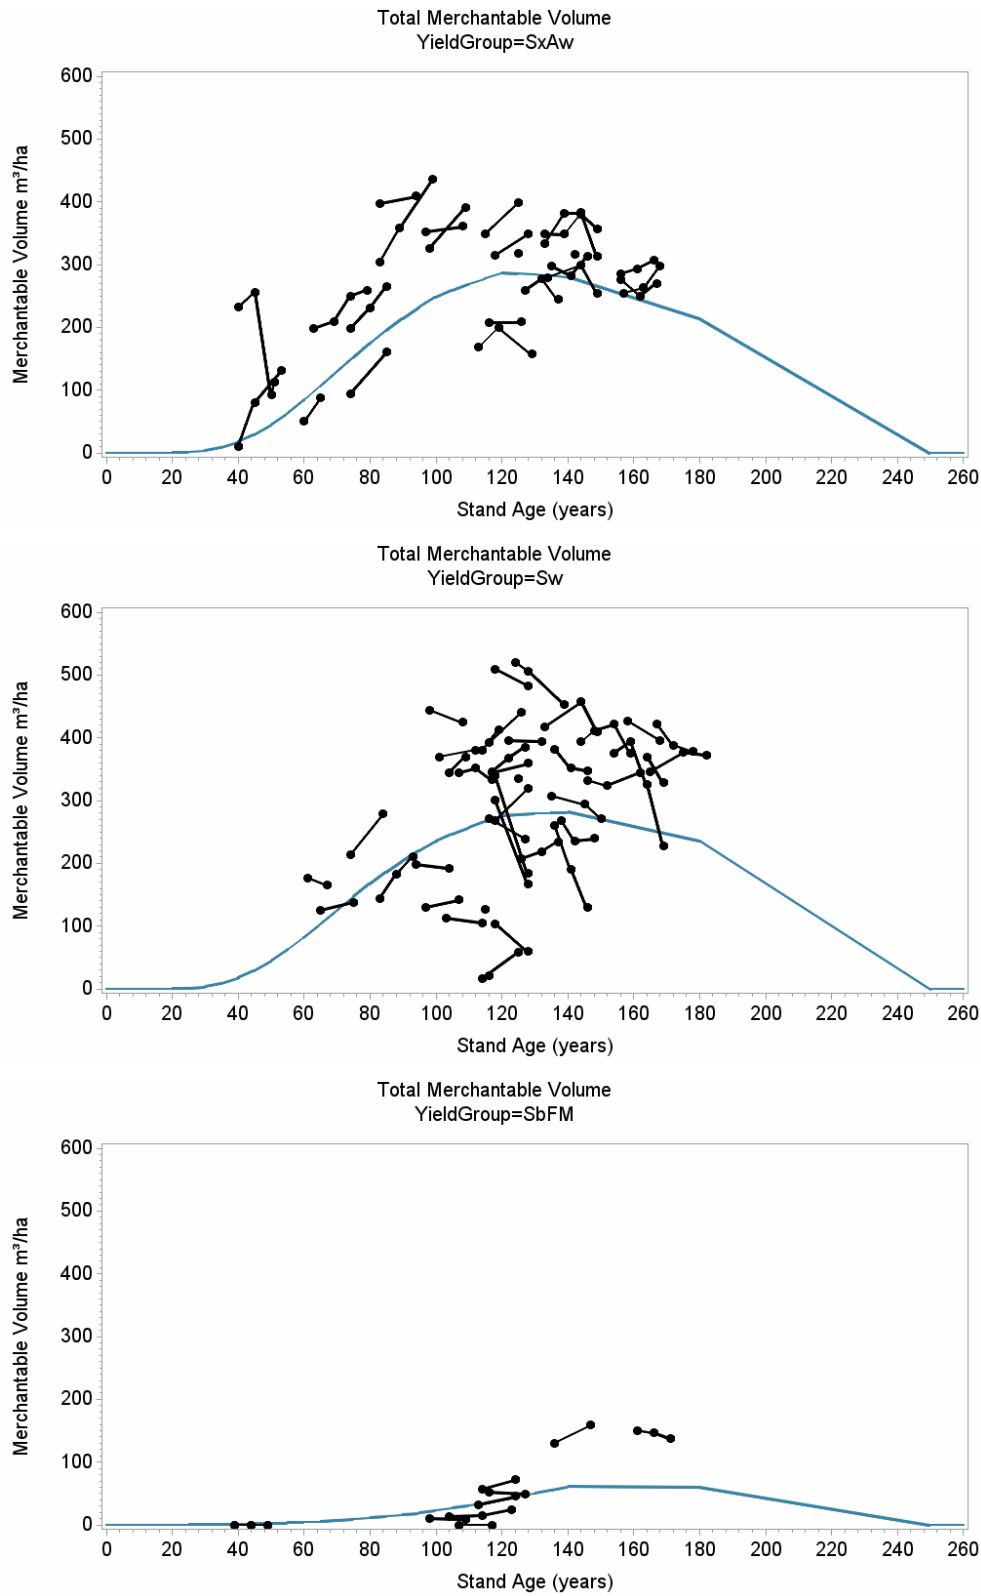 Total Merchantable Volume
YieldGroup=SxAw
Merchantable Volume m³/ha
600
500
400
300
200
100
0
0 20 40 60 80 100 120 140 160 180 200 220 240 260
Stand Age (years)
Total Merchantable Volume
YieldGroup=Sw
Merchantable Volume m³/ha
600
500
400
300
200
100
0
0 20 40 60 80 100 120 140 160 180 200 220 240 260
Stand Age (years)
Total Merchantable Volume
YieldGroup=SbFM
Merchantable Volume m³/ha
600
500
400
300
200
100
0
0 20 40 60 80 100 120 140 160 180 200 220 240 260
Stand Age (years)